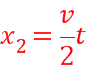 x₂ = v/2 t